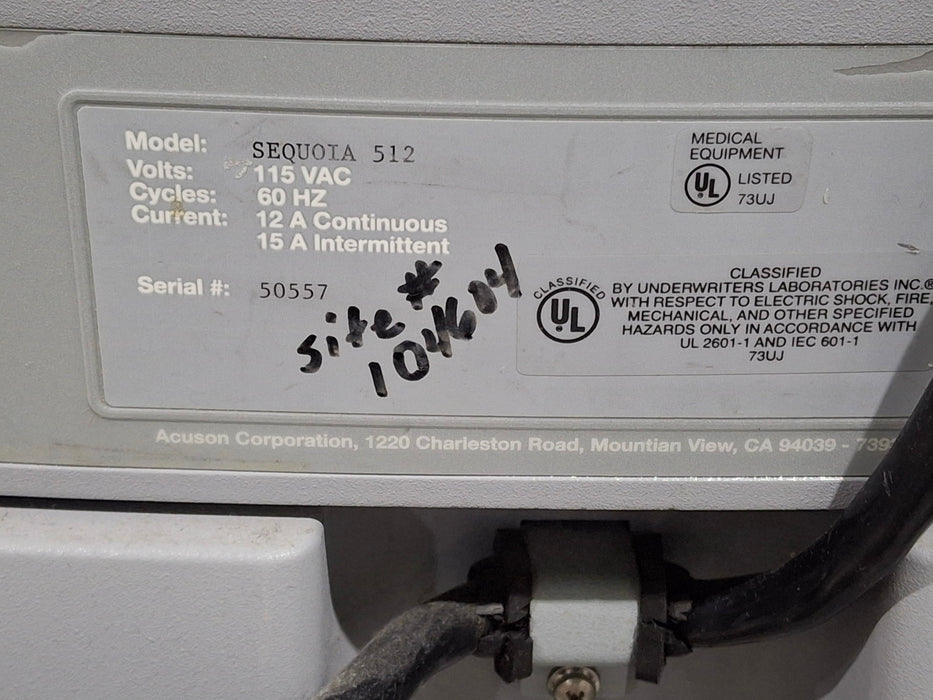 Model: SEQUOIA 512
Volts: 115 VAC
Cycles: 60 HZ
Current: 12 A Continuous
15 A Intermittent
Serial #: 50557
site #
104604
MEDICAL
EQUIPMENT
UL LISTED
73UJ
CLASSIFIED
UL
CLASSIFIED
BY UNDERWRITERS LABORATORIES INC.®
WITH RESPECT TO ELECTRIC SHOCK, FIRE,
MECHANICAL, AND OTHER SPECIFIED
HAZARDS ONLY IN ACCORDANCE WITH
UL 2601-1 AND IEC 601-1
73UJ
Acuson Corporation, 1220 Charleston Road, Mountian View, CA 94039 -